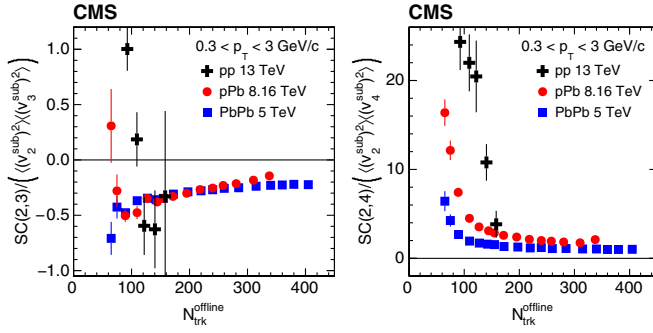 CMS
0.3 < p_T < 3 GeV/c
pp 13 TeV
pPb 8.16 TeV
PbPb 5 TeV
SC(2,3)/(⟨(v_2^sub)^2⟩⟨(v_3^sub)^2⟩)
1.0
0.5
0.0
−0.5
−1.0
0
100
200
300
400
N_trk^offline
CMS
0.3 < p_T < 3 GeV/c
pp 13 TeV
pPb 8.16 TeV
PbPb 5 TeV
SC(2,4)/(⟨(v_2^sub)^2⟩⟨(v_4^sub)^2⟩)
20
10
0
0
100
200
300
400
N_trk^offline